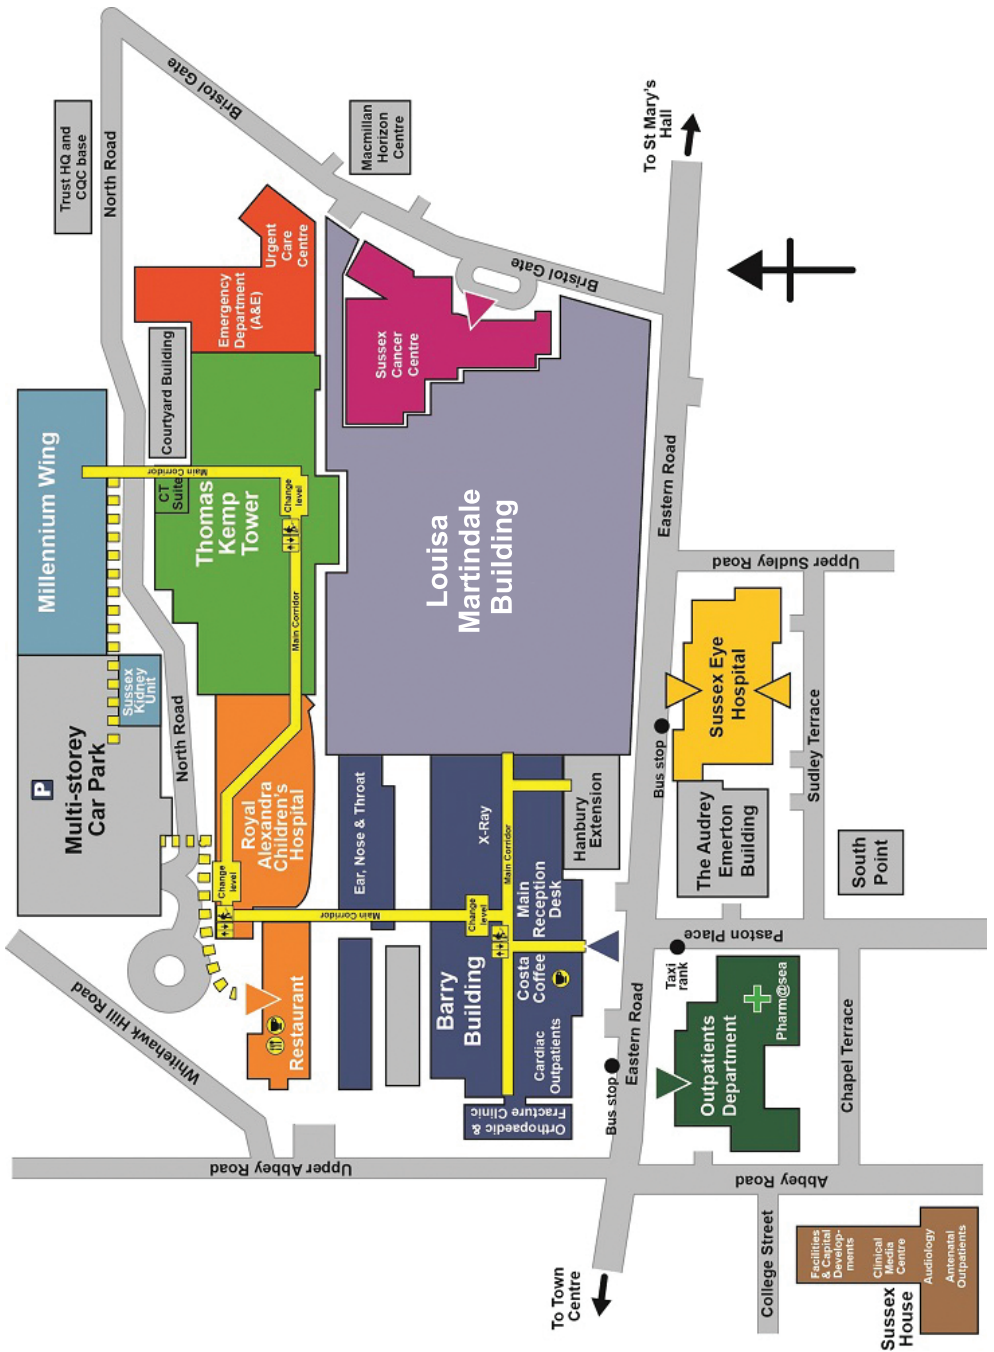 Whitehawk Hill Road
Multi-storey
Car Park
P
Sussex
Kidney
Unit
Millennium Wing
Trust HQ and
CQC base
North Road
North Road
Bristol Gate
Bristol Gate
Macmillan
Horizon
Centre
Courtyard Building
CT
Suite
Main Corridor
Thomas
Kemp
Tower
Change
level
Main Corridor
Emergency
Department
(A&E)
Urgent
Care
Centre
Sussex
Cancer
Centre
Royal
Alexandra
Children's
Hospital
Change
level
Main Corridor
Restaurant
Ear, Nose & Throat
Louisa
Martindale
Building
Barry
Building
X-Ray
Change
level
Main Corridor
Main
Reception
Desk
Costa
Coffee
Cardiac
Outpatients
Orthopaedic &
Fracture Clinic
Hanbury
Extension
Upper Abbey Road
To Town
Centre
Bus stop
Eastern Road
Taxi
rank
Bus stop
Eastern Road
To St Mary's
Hall
Outpatients
Department
Pharm@sea
Paston Place
The Audrey
Emerton
Building
Sussex Eye
Hospital
Upper Sudley Road
Sudley Terrace
South
Point
Chapel Terrace
Abbey Road
College Street
Sussex
House
Facilities
& Capital
Develop-
ments
Clinical
Media
Centre
Audiology
Antenatal
Outpatients